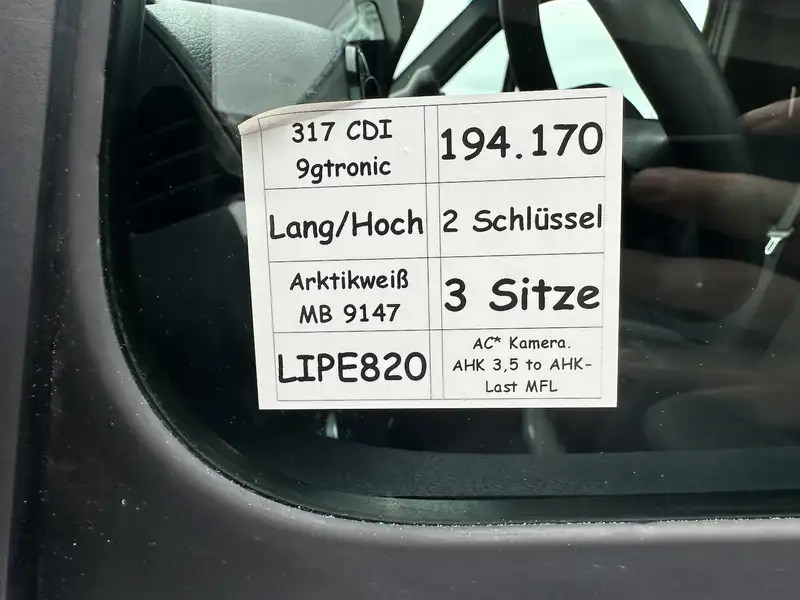 317 CDI
9gtronic
194.170
Lang/Hoch
2 Schlüssel
Arktikweiß
MB 9147
3 Sitze
LIPE820
AC* Kamera.
AHK 3,5 to AHK-
Last MFL